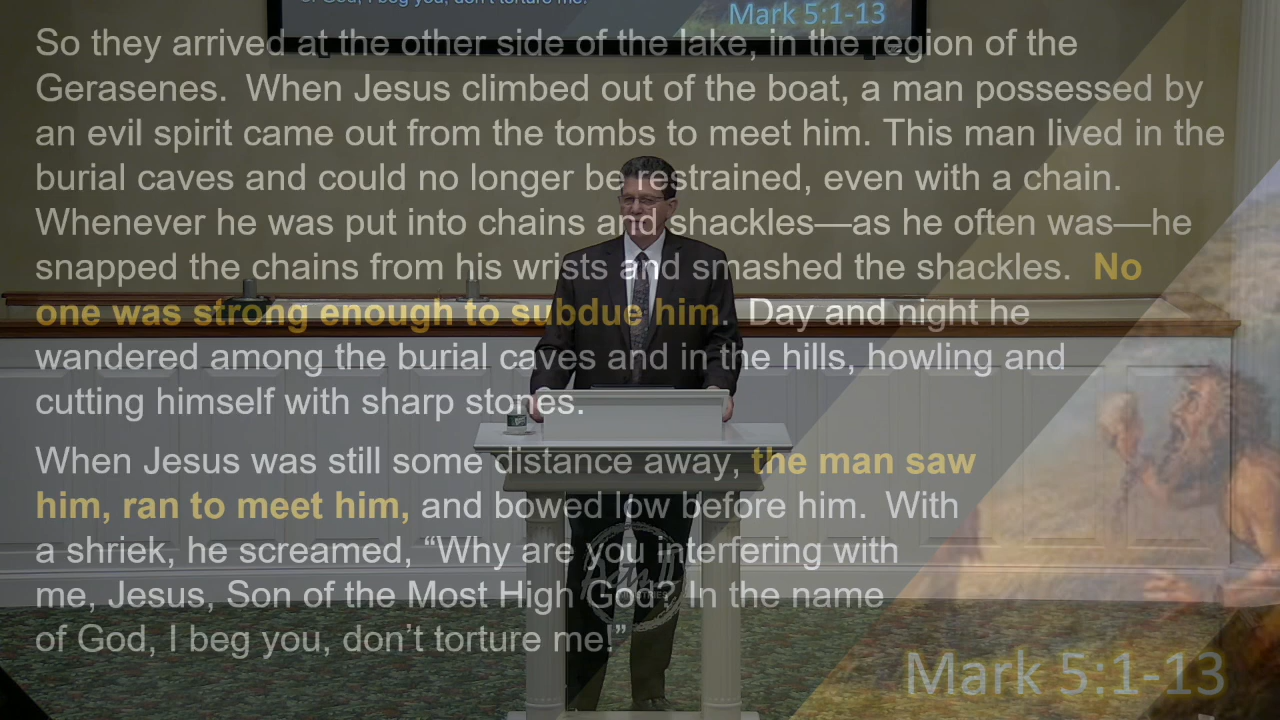 of God, I beg you, don't torture me!
Mark 5:1-13
So they arrived at the other side of the lake, in the region of the
Gerasenes. When Jesus climbed out of the boat, a man possessed by
an evil spirit came out from the tombs to meet him. This man lived in the
burial caves and could no longer be restrained, even with a chain.
Whenever he was put into chains and shackles—as he often was—he
snapped the chains from his wrists and smashed the shackles. No
one was strong enough to subdue him. Day and night he
wandered among the burial caves and in the hills, howling and
cutting himself with sharp stones.
When Jesus was still some distance away, the man saw
him, ran to meet him, and bowed low before him. With
a shriek, he screamed, “Why are you interfering with
me, Jesus, Son of the Most High God? In the name
of God, I beg you, don’t torture me!”
Mark 5:1-13